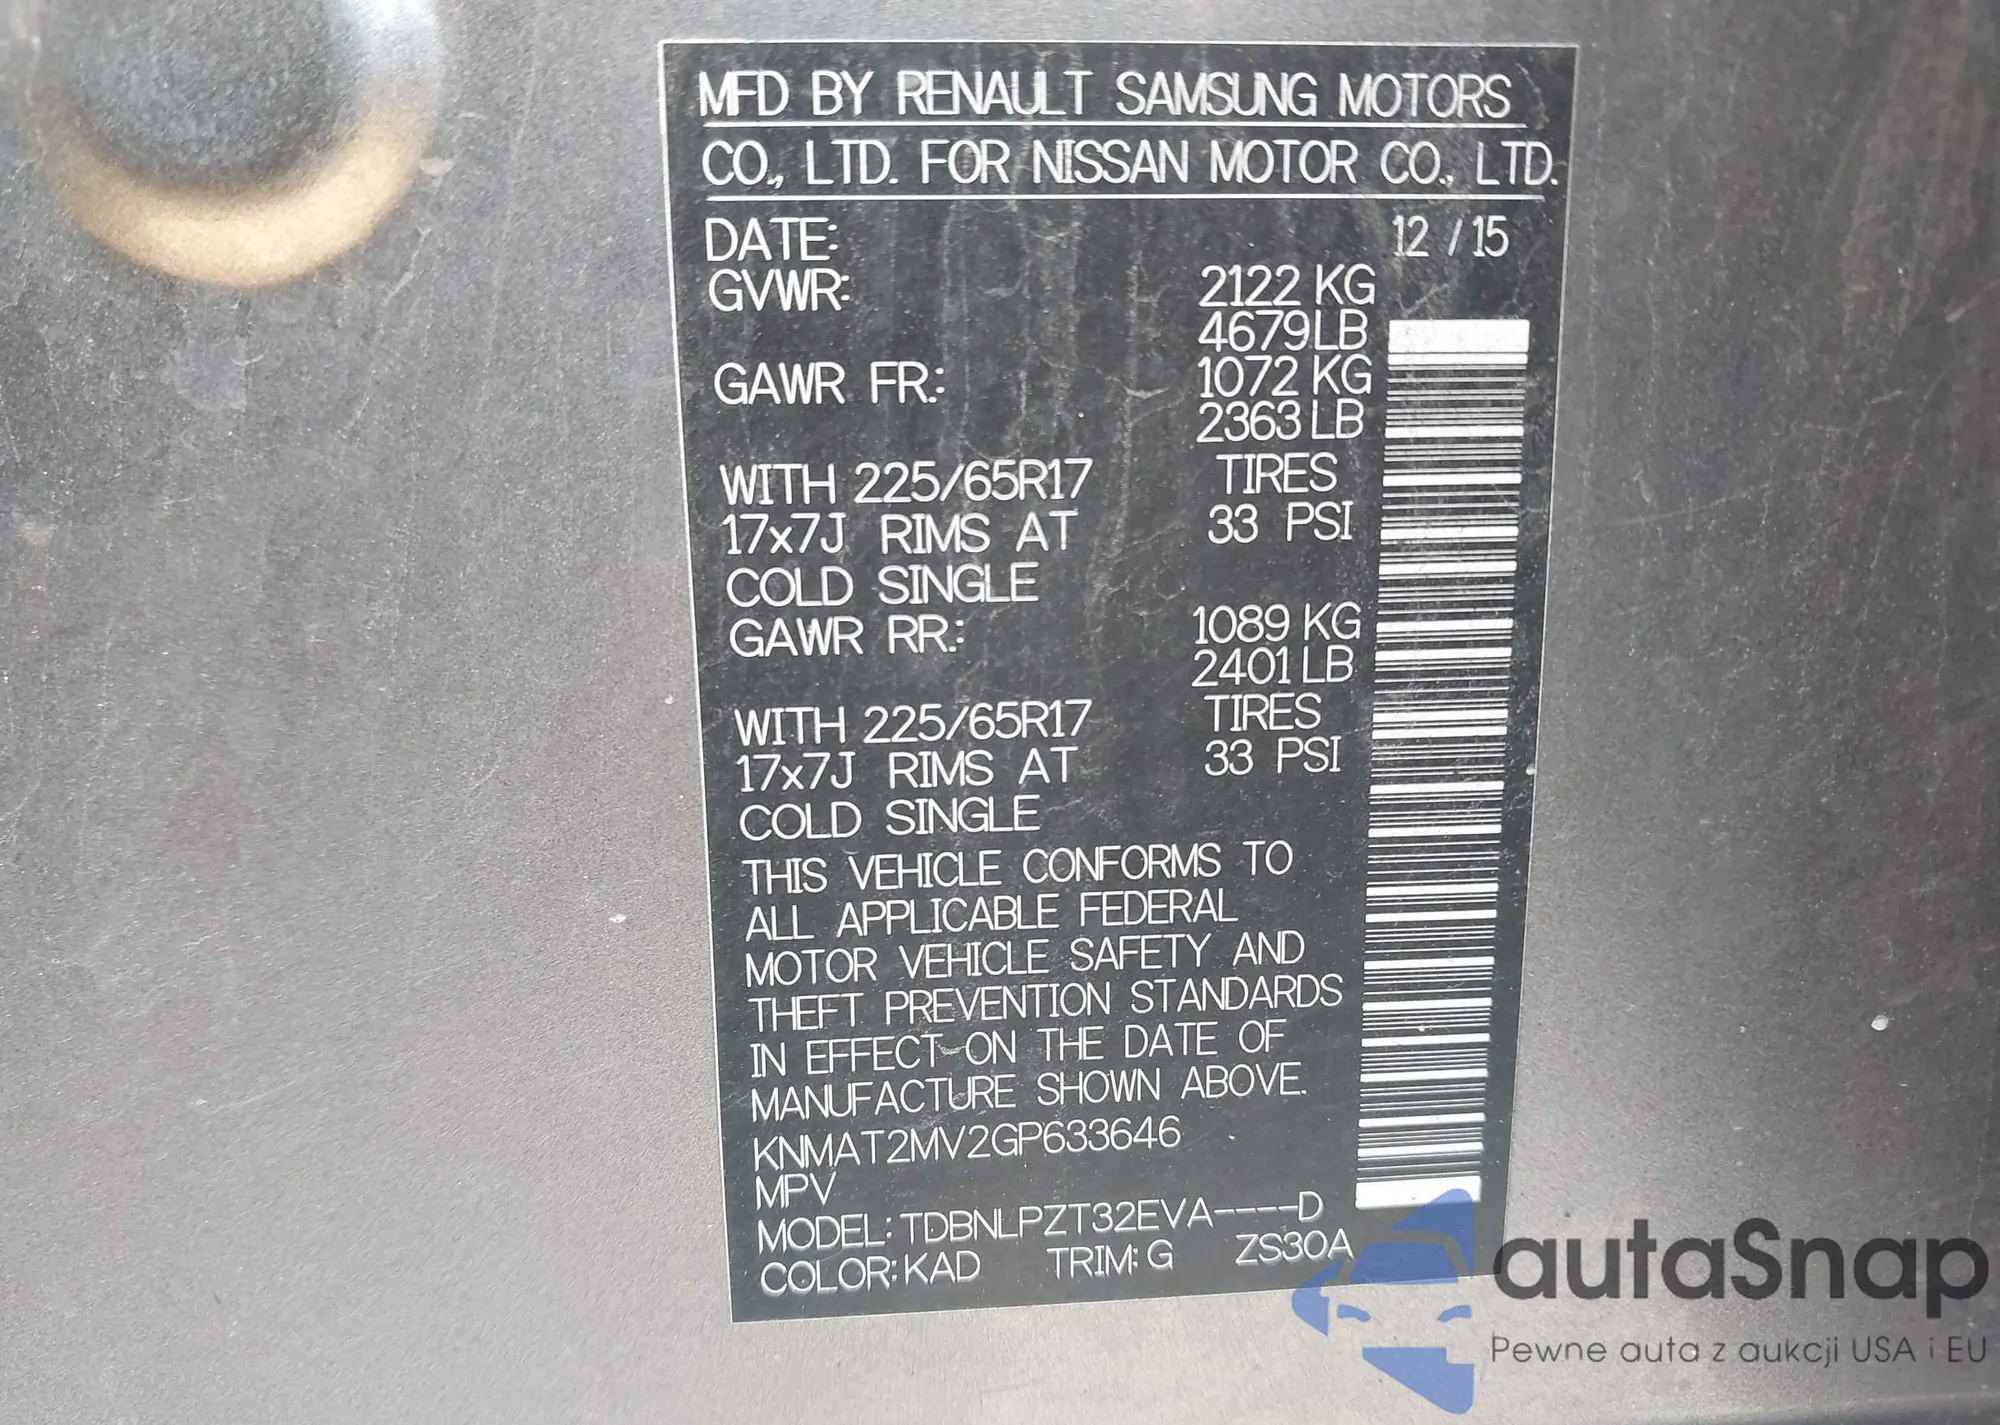 MFD BY RENAULT SAMSUNG MOTORS
CO., LTD. FOR NISSAN MOTOR CO., LTD.
DATE: 12 / 15
GVWR: 2122 KG
4679 LB
GAWR FR.: 1072 KG
2363 LB
WITH 225/65R17 TIRES
17x7J RIMS AT 33 PSI
COLD SINGLE
GAWR RR.: 1089 KG
2401 LB
WITH 225/65R17 TIRES
17x7J RIMS AT 33 PSI
COLD SINGLE
THIS VEHICLE CONFORMS TO
ALL APPLICABLE FEDERAL
MOTOR VEHICLE SAFETY AND
THEFT PREVENTION STANDARDS
IN EFFECT ON THE DATE OF
MANUFACTURE SHOWN ABOVE.
KNMAT2MV2GP633646
MPV
MODEL: TDBNLPZT32EVA----D
COLOR: KAD TRIM: G ZS30A
autaSnap
Pewne auta z aukcji USA i EU